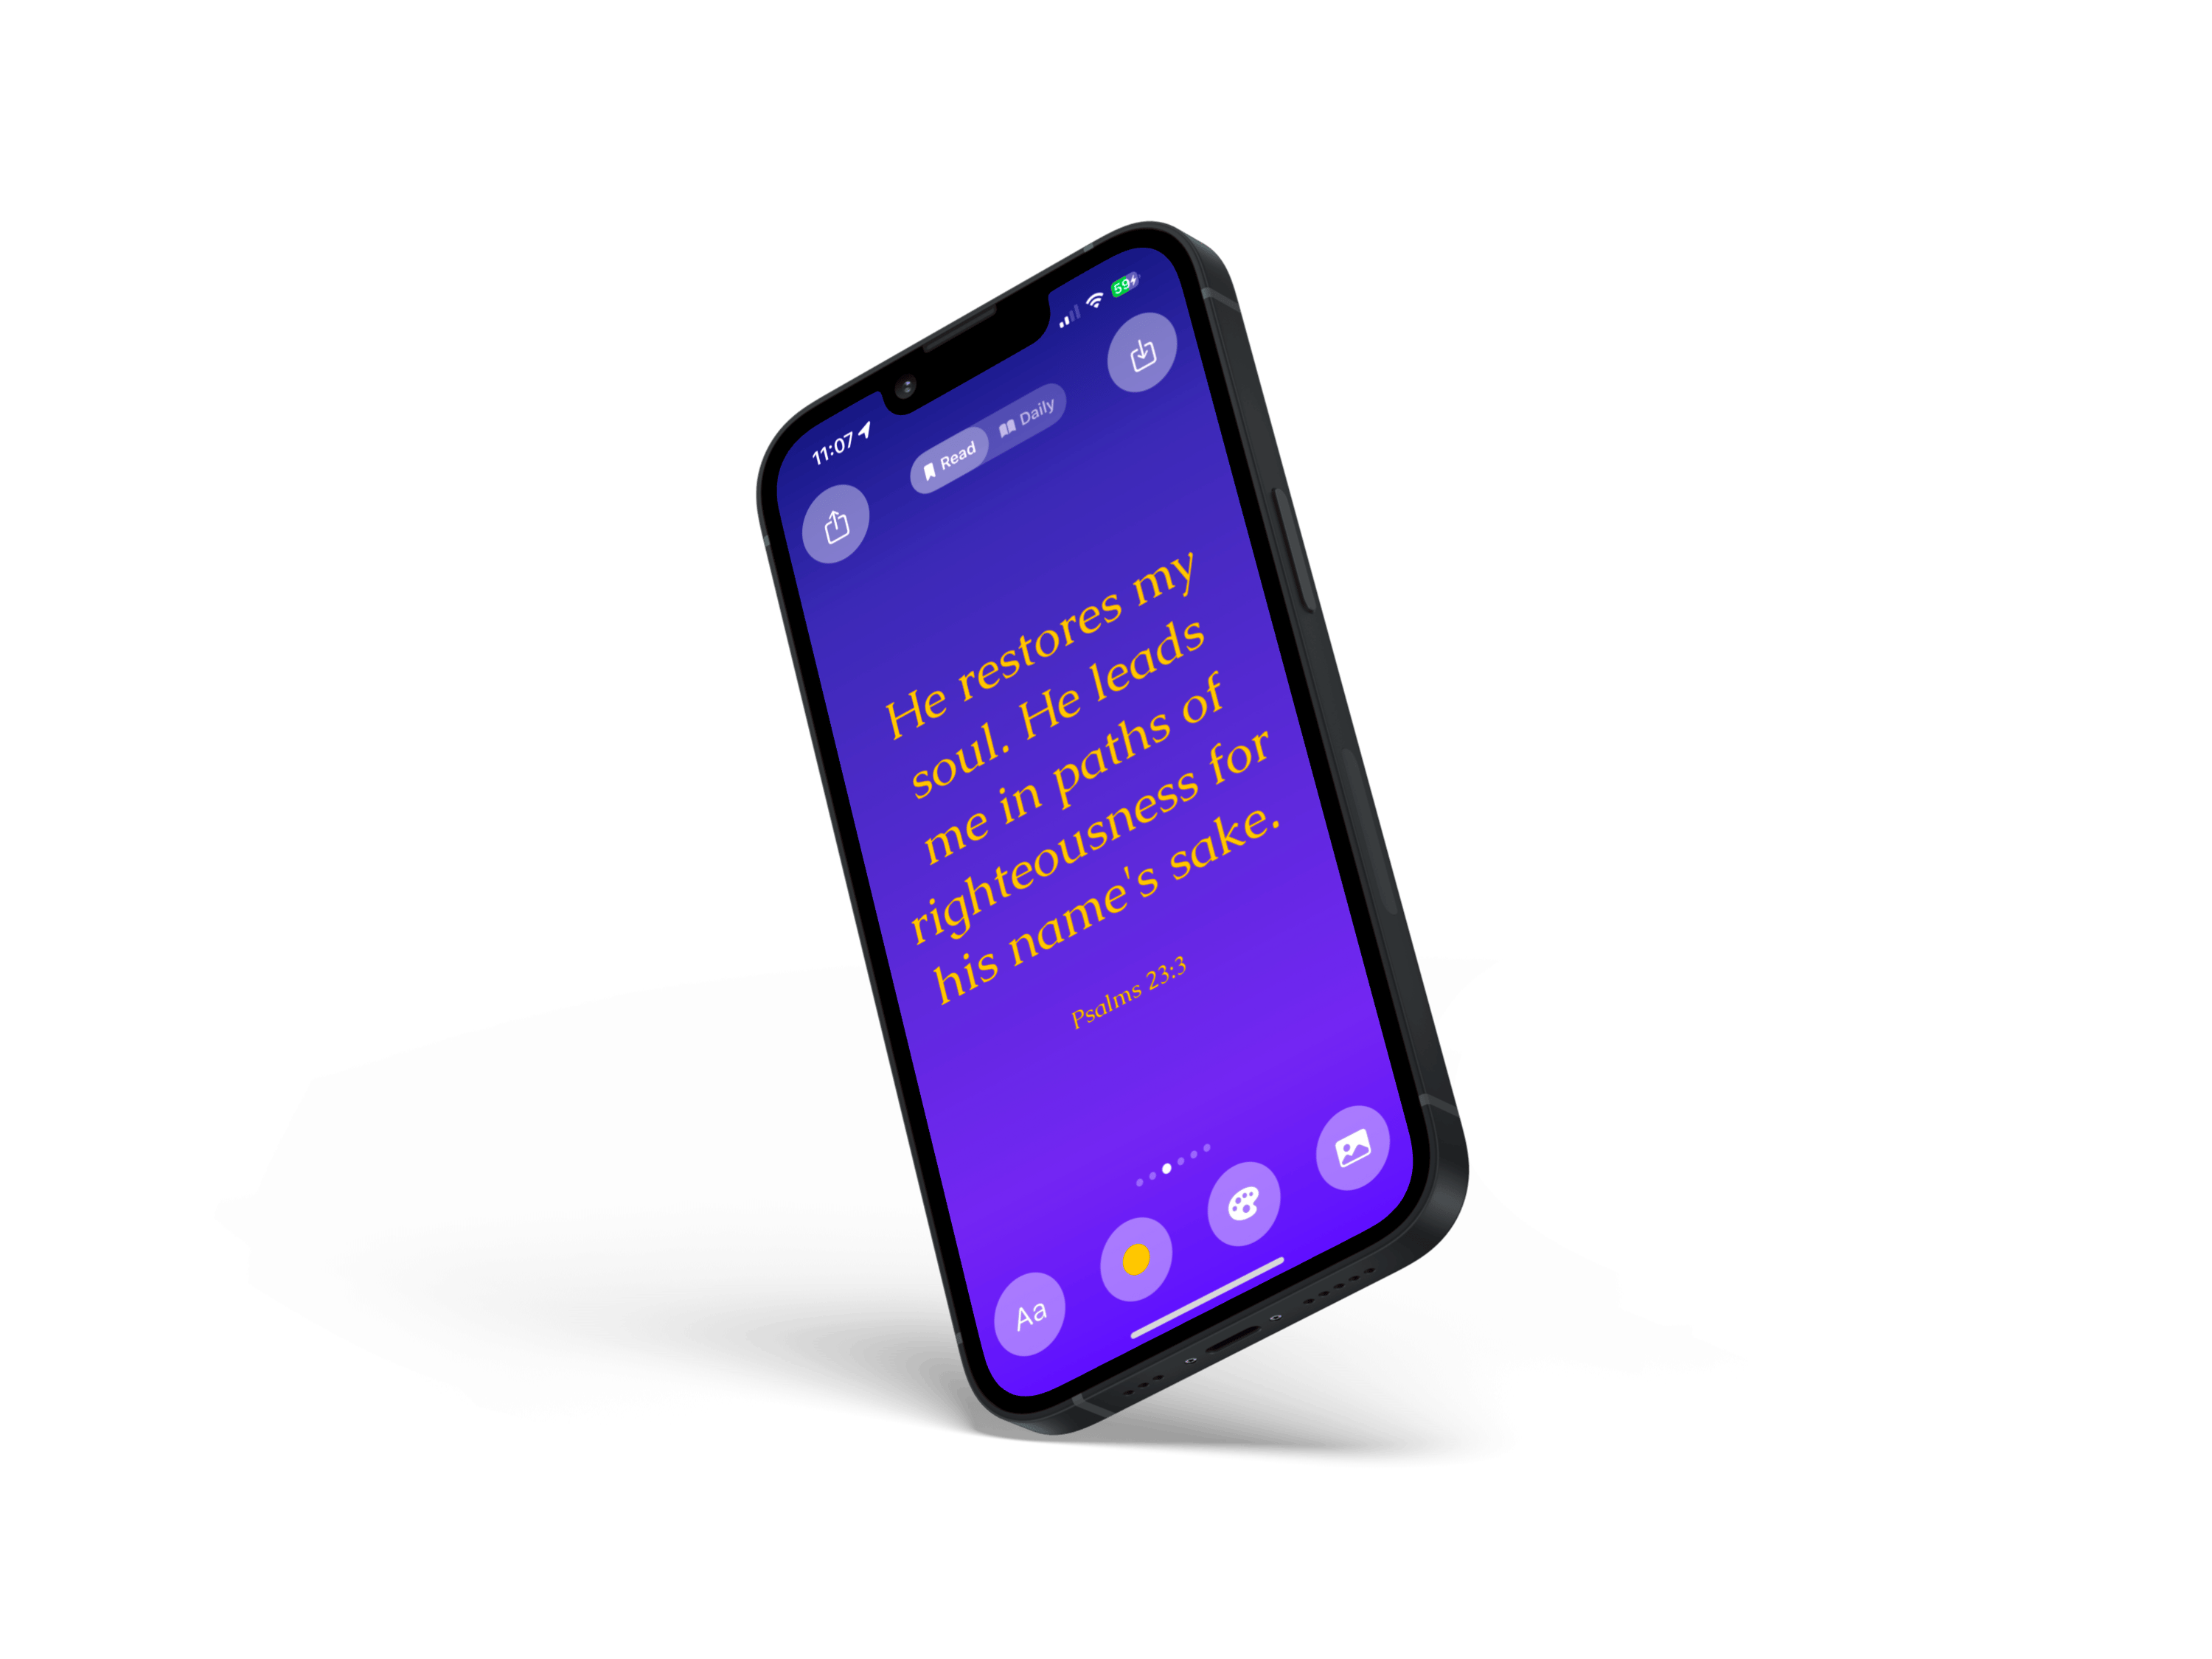 11:07
59
Read
Daily
He restores my
soul. He leads
me in paths of
righteousness for
his name's sake.
Psalms 23:3
Aa